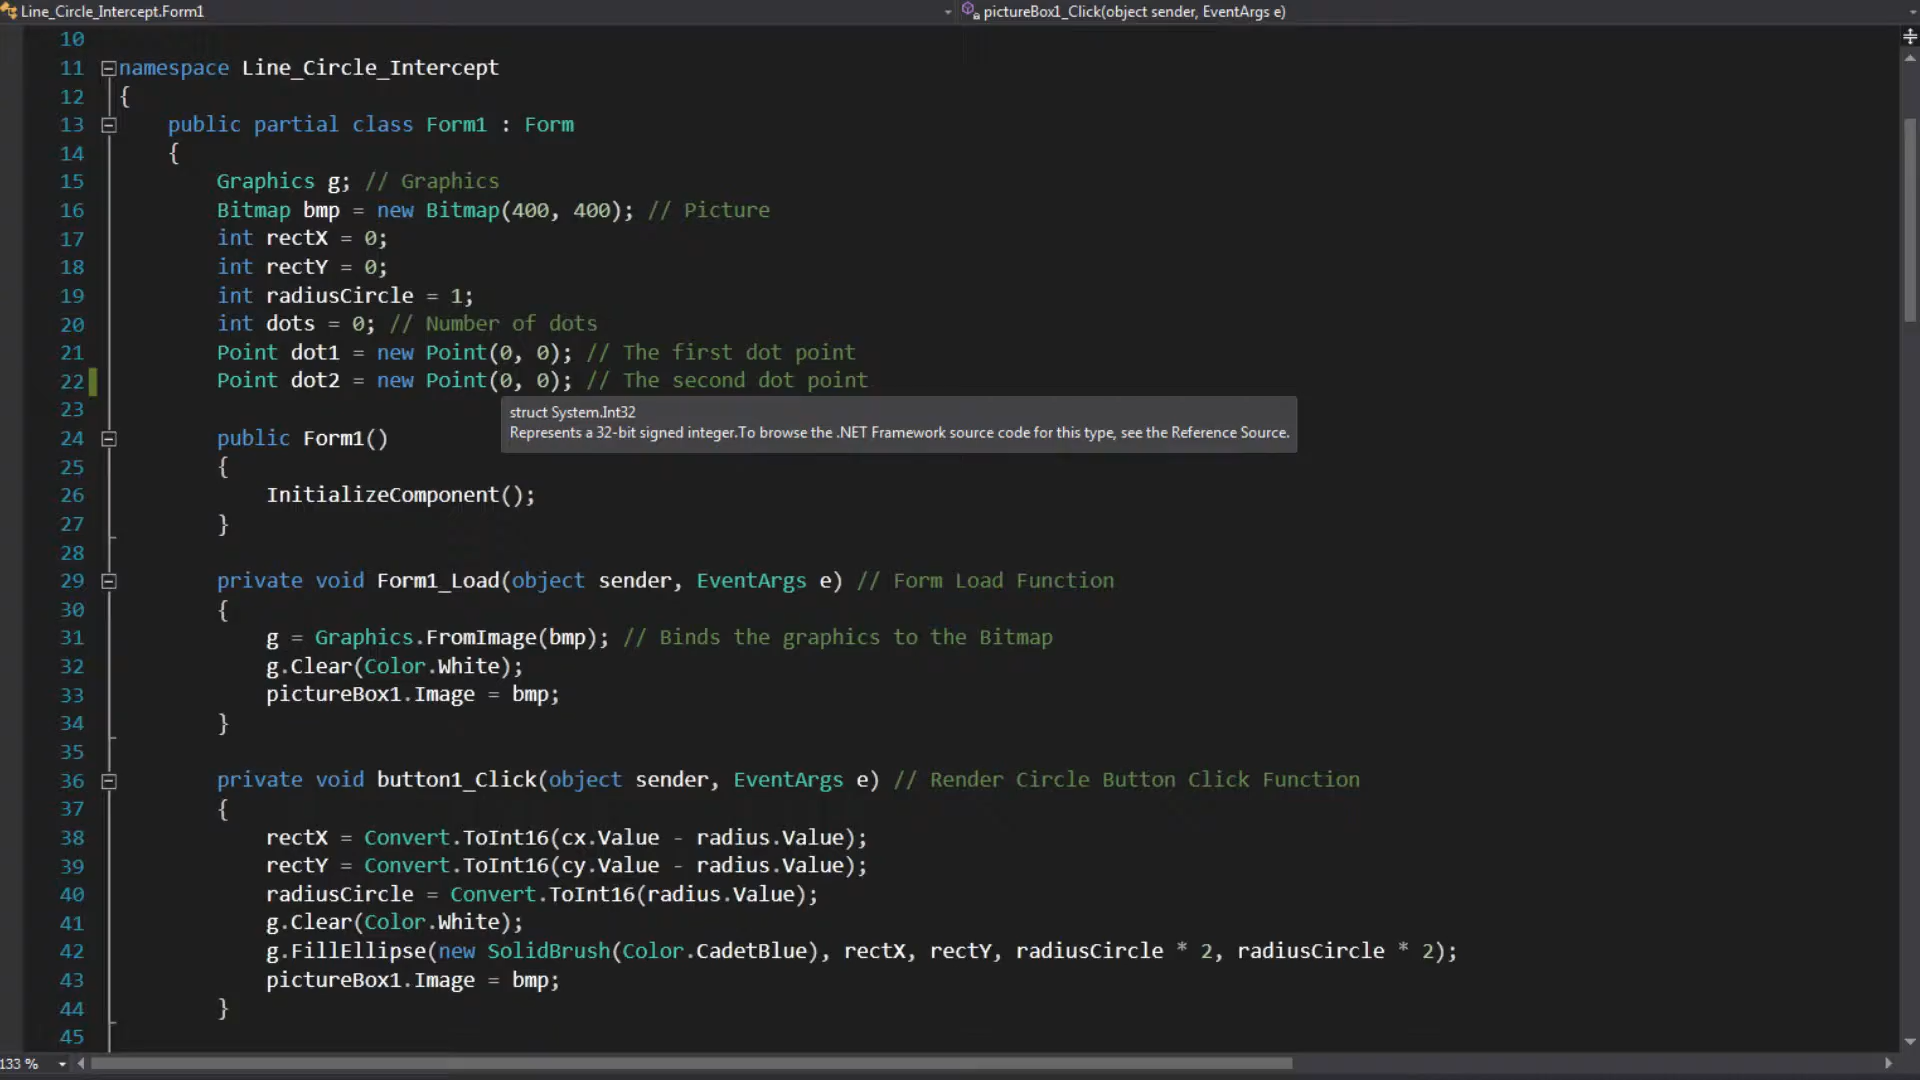 Line_Circle_Intercept.Form1
pictureBox1_Click(object sender, EventArgs e)
10
11 namespace Line_Circle_Intercept
12 {
13 public partial class Form1 : Form
14 {
15 Graphics g; // Graphics
16 Bitmap bmp = new Bitmap(400, 400); // Picture
17 int rectX = 0;
18 int rectY = 0;
19 int radiusCircle = 1;
20 int dots = 0; // Number of dots
21 Point dot1 = new Point(0, 0); // The first dot point
22 Point dot2 = new Point(0, 0); // The second dot point
23
struct System.Int32
Represents a 32-bit signed integer.To browse the .NET Framework source code for this type, see the Reference Source.
24 public Form1()
25 {
26 InitializeComponent();
27 }
28
29 private void Form1_Load(object sender, EventArgs e) // Form Load Function
30 {
31 g = Graphics.FromImage(bmp); // Binds the graphics to the Bitmap
32 g.Clear(Color.White);
33 pictureBox1.Image = bmp;
34 }
35
36 private void button1_Click(object sender, EventArgs e) // Render Circle Button Click Function
37 {
38 rectX = Convert.ToInt16(cx.Value - radius.Value);
39 rectY = Convert.ToInt16(cy.Value - radius.Value);
40 radiusCircle = Convert.ToInt16(radius.Value);
41 g.Clear(Color.White);
42 g.FillEllipse(new SolidBrush(Color.CadetBlue), rectX, rectY, radiusCircle * 2, radiusCircle * 2);
43 pictureBox1.Image = bmp;
44 }
45
133 %